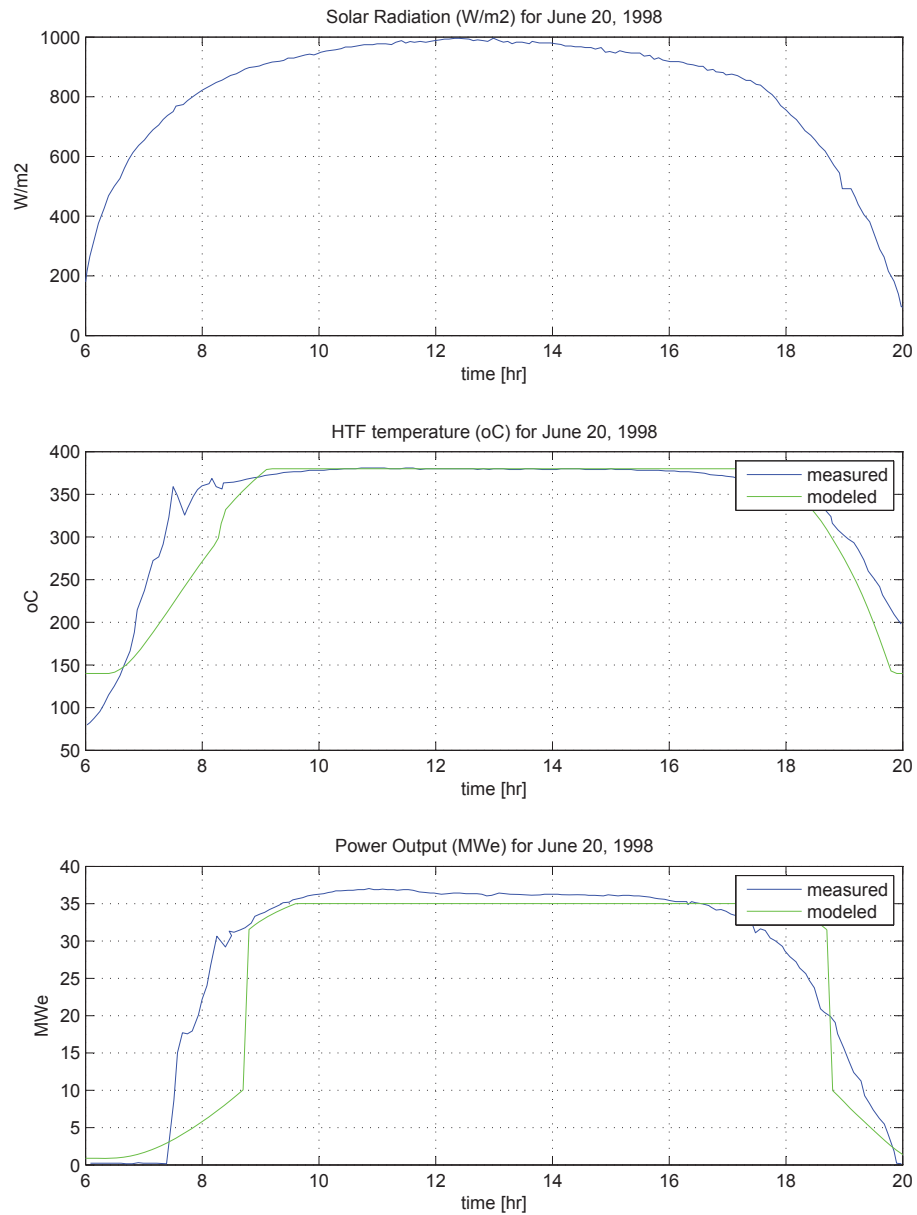 Solar Radiation (W/m2) for June 20, 1998
1000
800
600
400
200
0
W/m2
6 8 10 12 14 16 18 20
time [hr]
HTF temperature (oC) for June 20, 1998
400
350
300
250
200
150
100
50
oC
measured
modeled
6 8 10 12 14 16 18 20
time [hr]
Power Output (MWe) for June 20, 1998
40
35
30
25
20
15
10
5
0
MWe
measured
modeled
6 8 10 12 14 16 18 20
time [hr]